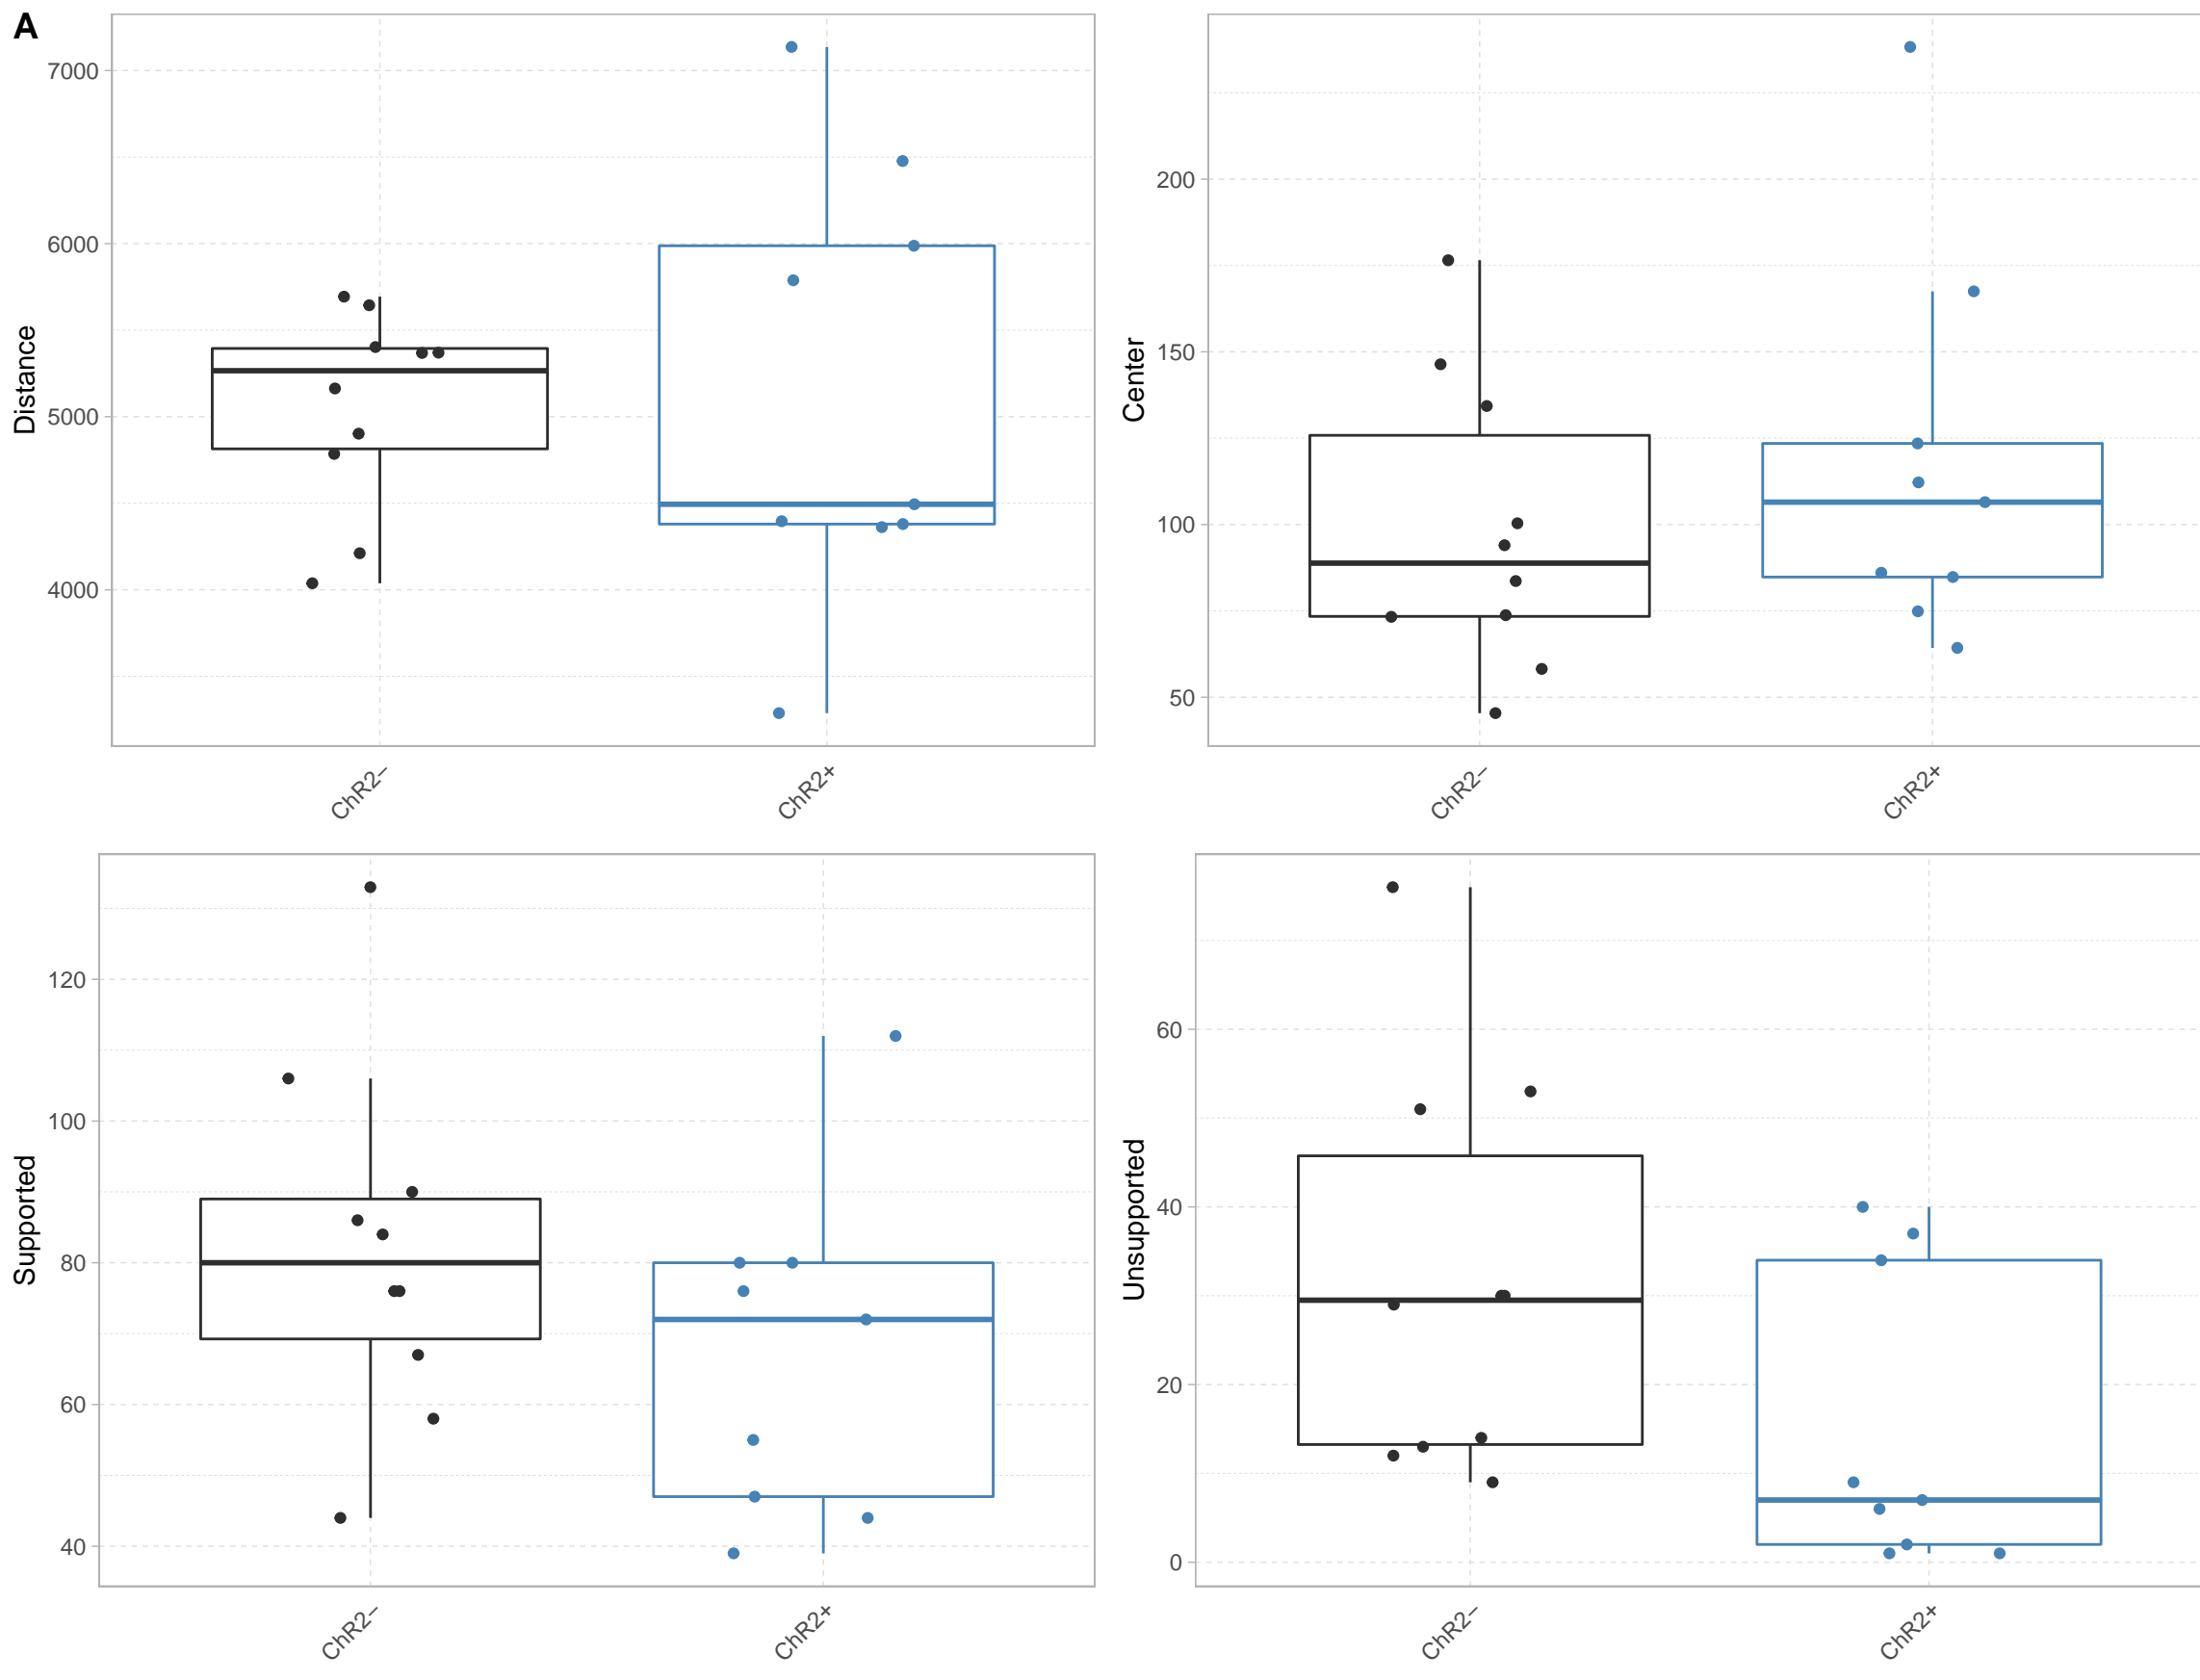 A
Distance
7000
6000
5000
4000
ChR2−
ChR2+
Center
200
150
100
50
ChR2−
ChR2+
Supported
120
100
80
60
40
ChR2−
ChR2+
Unsupported
60
40
20
0
ChR2−
ChR2+